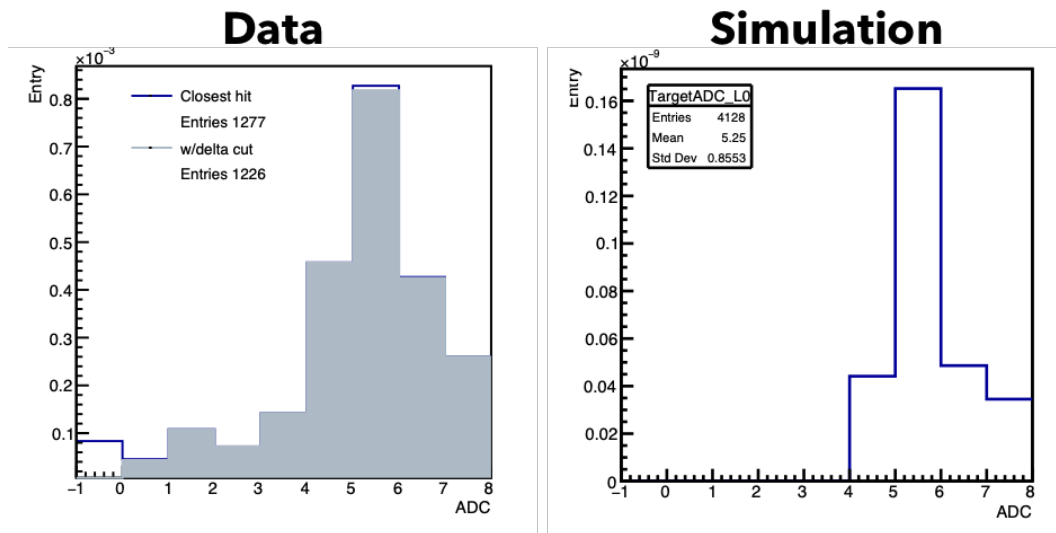 Data
×10⁻³
Entry
Closest hit
Entries 1277
w/delta cut
Entries 1226
0.8
0.7
0.6
0.5
0.4
0.3
0.2
0.1
−1 0 1 2 3 4 5 6 7 8
ADC
Simulation
×10⁻⁹
Entry
TargetADC_L0
Entries 4128
Mean 5.25
Std Dev 0.8553
0.16
0.14
0.12
0.1
0.08
0.06
0.04
0.02
0
−1 0 1 2 3 4 5 6 7 8
ADC